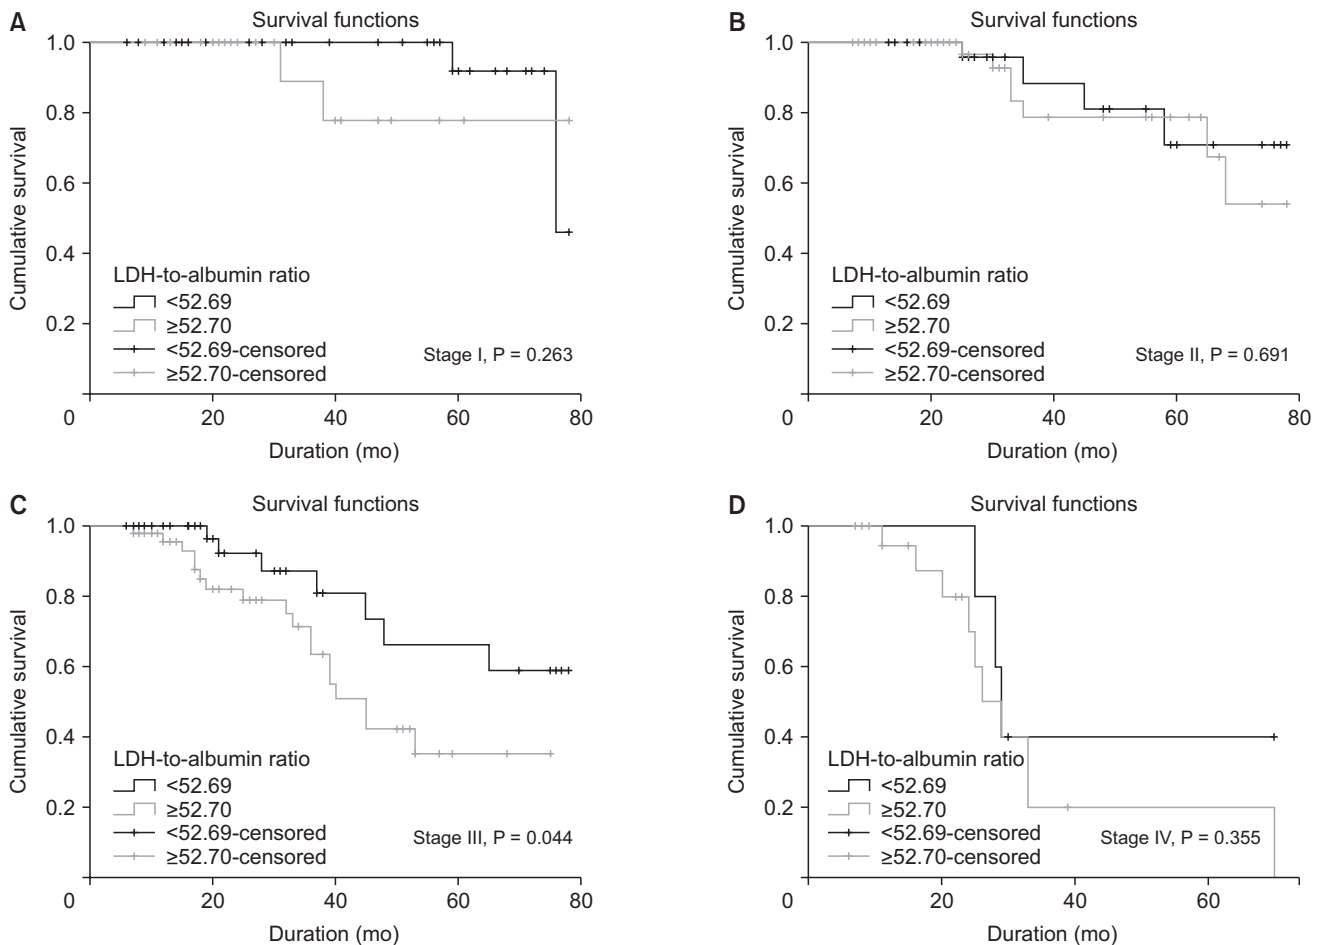 A
Survival functions
Cumulative survival
1.0
0.8
0.6
0.4
0.2
0
20
40
60
80
Duration (mo)
LDH-to-albumin ratio
<52.69
≥52.70
<52.69-censored
≥52.70-censored
Stage I, P = 0.263
B
Survival functions
Cumulative survival
1.0
0.8
0.6
0.4
0.2
0
20
40
60
80
Duration (mo)
LDH-to-albumin ratio
<52.69
≥52.70
<52.69-censored
≥52.70-censored
Stage II, P = 0.691
C
Survival functions
Cumulative survival
1.0
0.8
0.6
0.4
0.2
0
20
40
60
80
Duration (mo)
LDH-to-albumin ratio
<52.69
≥52.70
<52.69-censored
≥52.70-censored
Stage III, P = 0.044
D
Survival functions
Cumulative survival
1.0
0.8
0.6
0.4
0.2
0
20
40
60
Duration (mo)
LDH-to-albumin ratio
<52.69
≥52.70
<52.69-censored
≥52.70-censored
Stage IV, P = 0.355